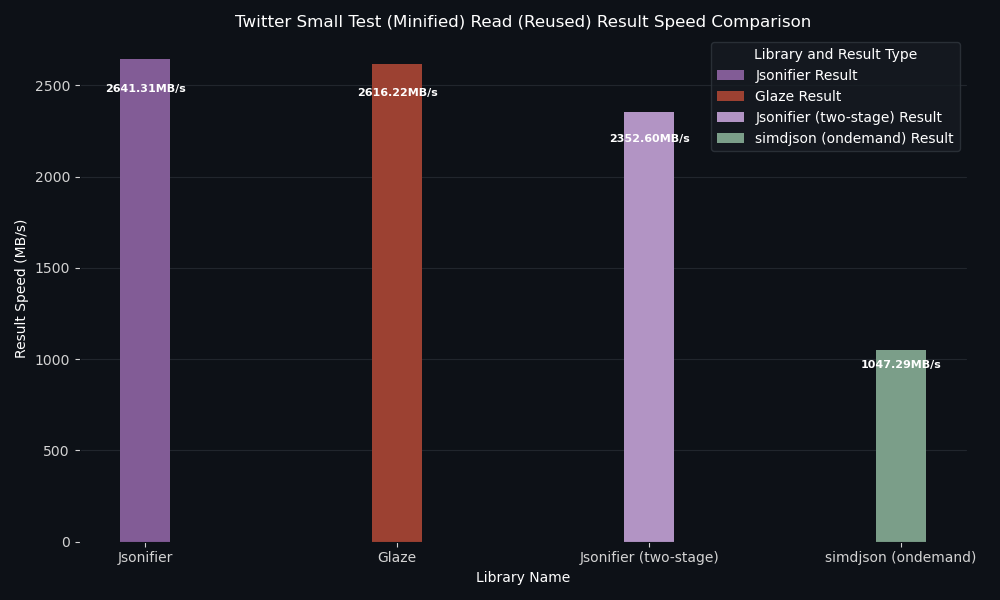 Twitter Small Test (Minified) Read (Reused) Result Speed Comparison
Library and Result Type
Jsonifier Result
Glaze Result
Jsonifier (two-stage) Result
simdjson (ondemand) Result
2641.31MB/s
2616.22MB/s
2352.60MB/s
1047.29MB/s
Result Speed (MB/s)
2500
2000
1500
1000
500
0
Jsonifier
Glaze
Jsonifier (two-stage)
simdjson (ondemand)
Library Name